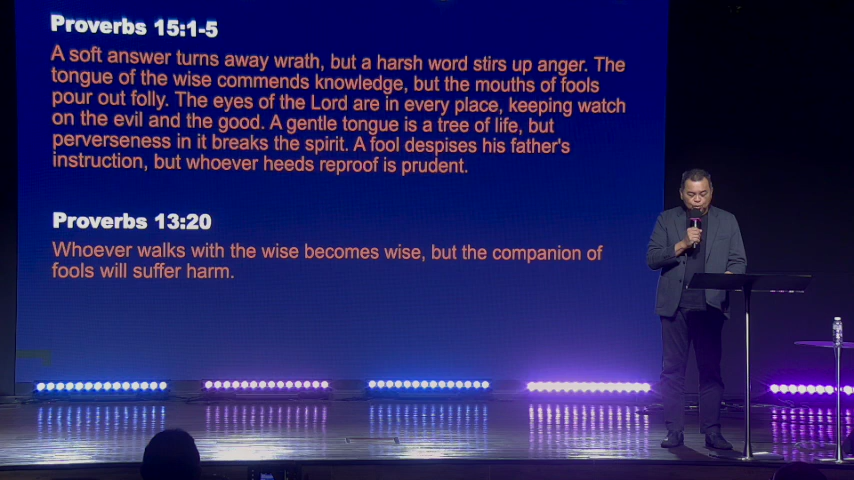 Proverbs 15:1-5
A soft answer turns away wrath, but a harsh word stirs up anger. The
tongue of the wise commends knowledge, but the mouths of fools
pour out folly. The eyes of the Lord are in every place, keeping watch
on the evil and the good. A gentle tongue is a tree of life, but
perverseness in it breaks the spirit. A fool despises his father's
instruction, but whoever heeds reproof is prudent.
Proverbs 13:20
Whoever walks with the wise becomes wise, but the companion of
fools will suffer harm.